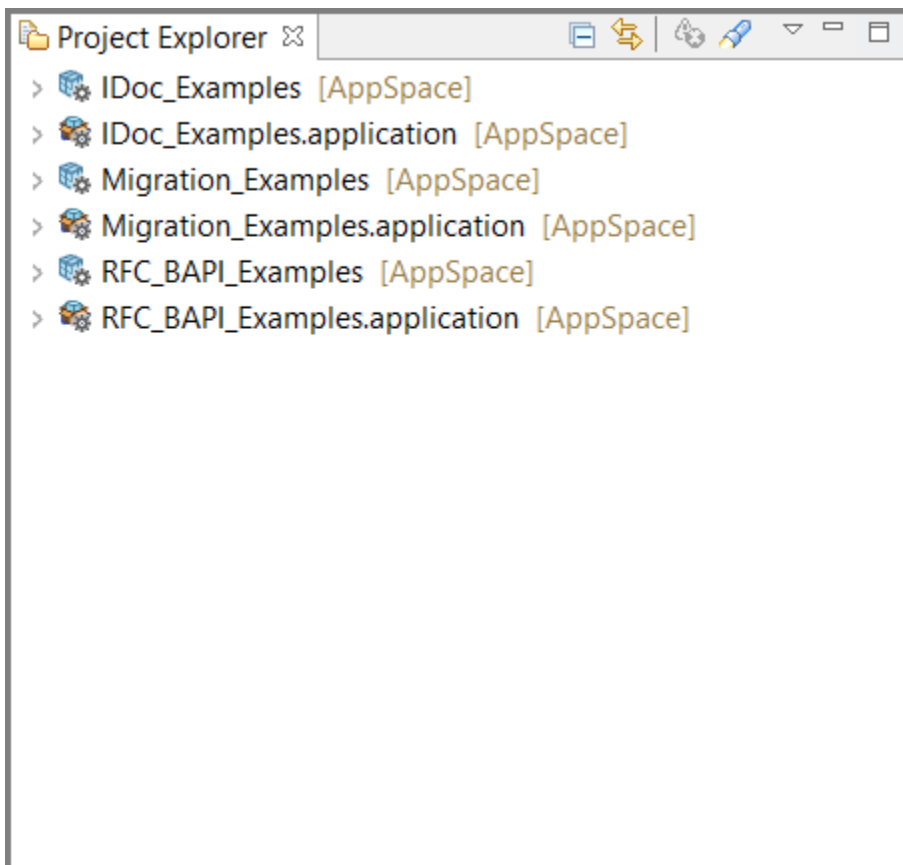 Project Explorer
IDoc_Examples [AppSpace]
IDoc_Examples.application [AppSpace]
Migration_Examples [AppSpace]
Migration_Examples.application [AppSpace]
RFC_BAPI_Examples [AppSpace]
RFC_BAPI_Examples.application [AppSpace]